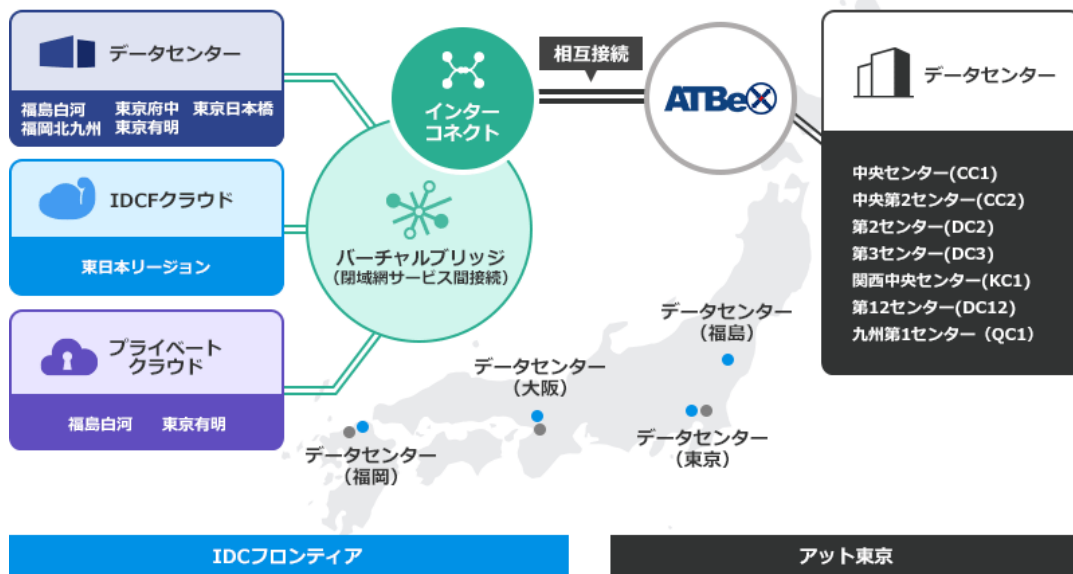 データセンター
福島白河 東京府中 東京日本橋
福岡北九州 東京有明
IDCFクラウド
東日本リージョン
プライベート
クラウド
福島白河 東京有明
インター
コネクト
バーチャルブリッジ
（閉域網サービス間接続）
相互接続
ATBeX
データセンター
中央センター(CC1)
中央第2センター(CC2)
第2センター(DC2)
第3センター(DC3)
関西中央センター(KC1)
第12センター(DC12)
九州第1センター（QC1）
データセンター
（福島）
データセンター
（大阪）
データセンター
（東京）
データセンター
（福岡）
IDCフロンティア
アット東京